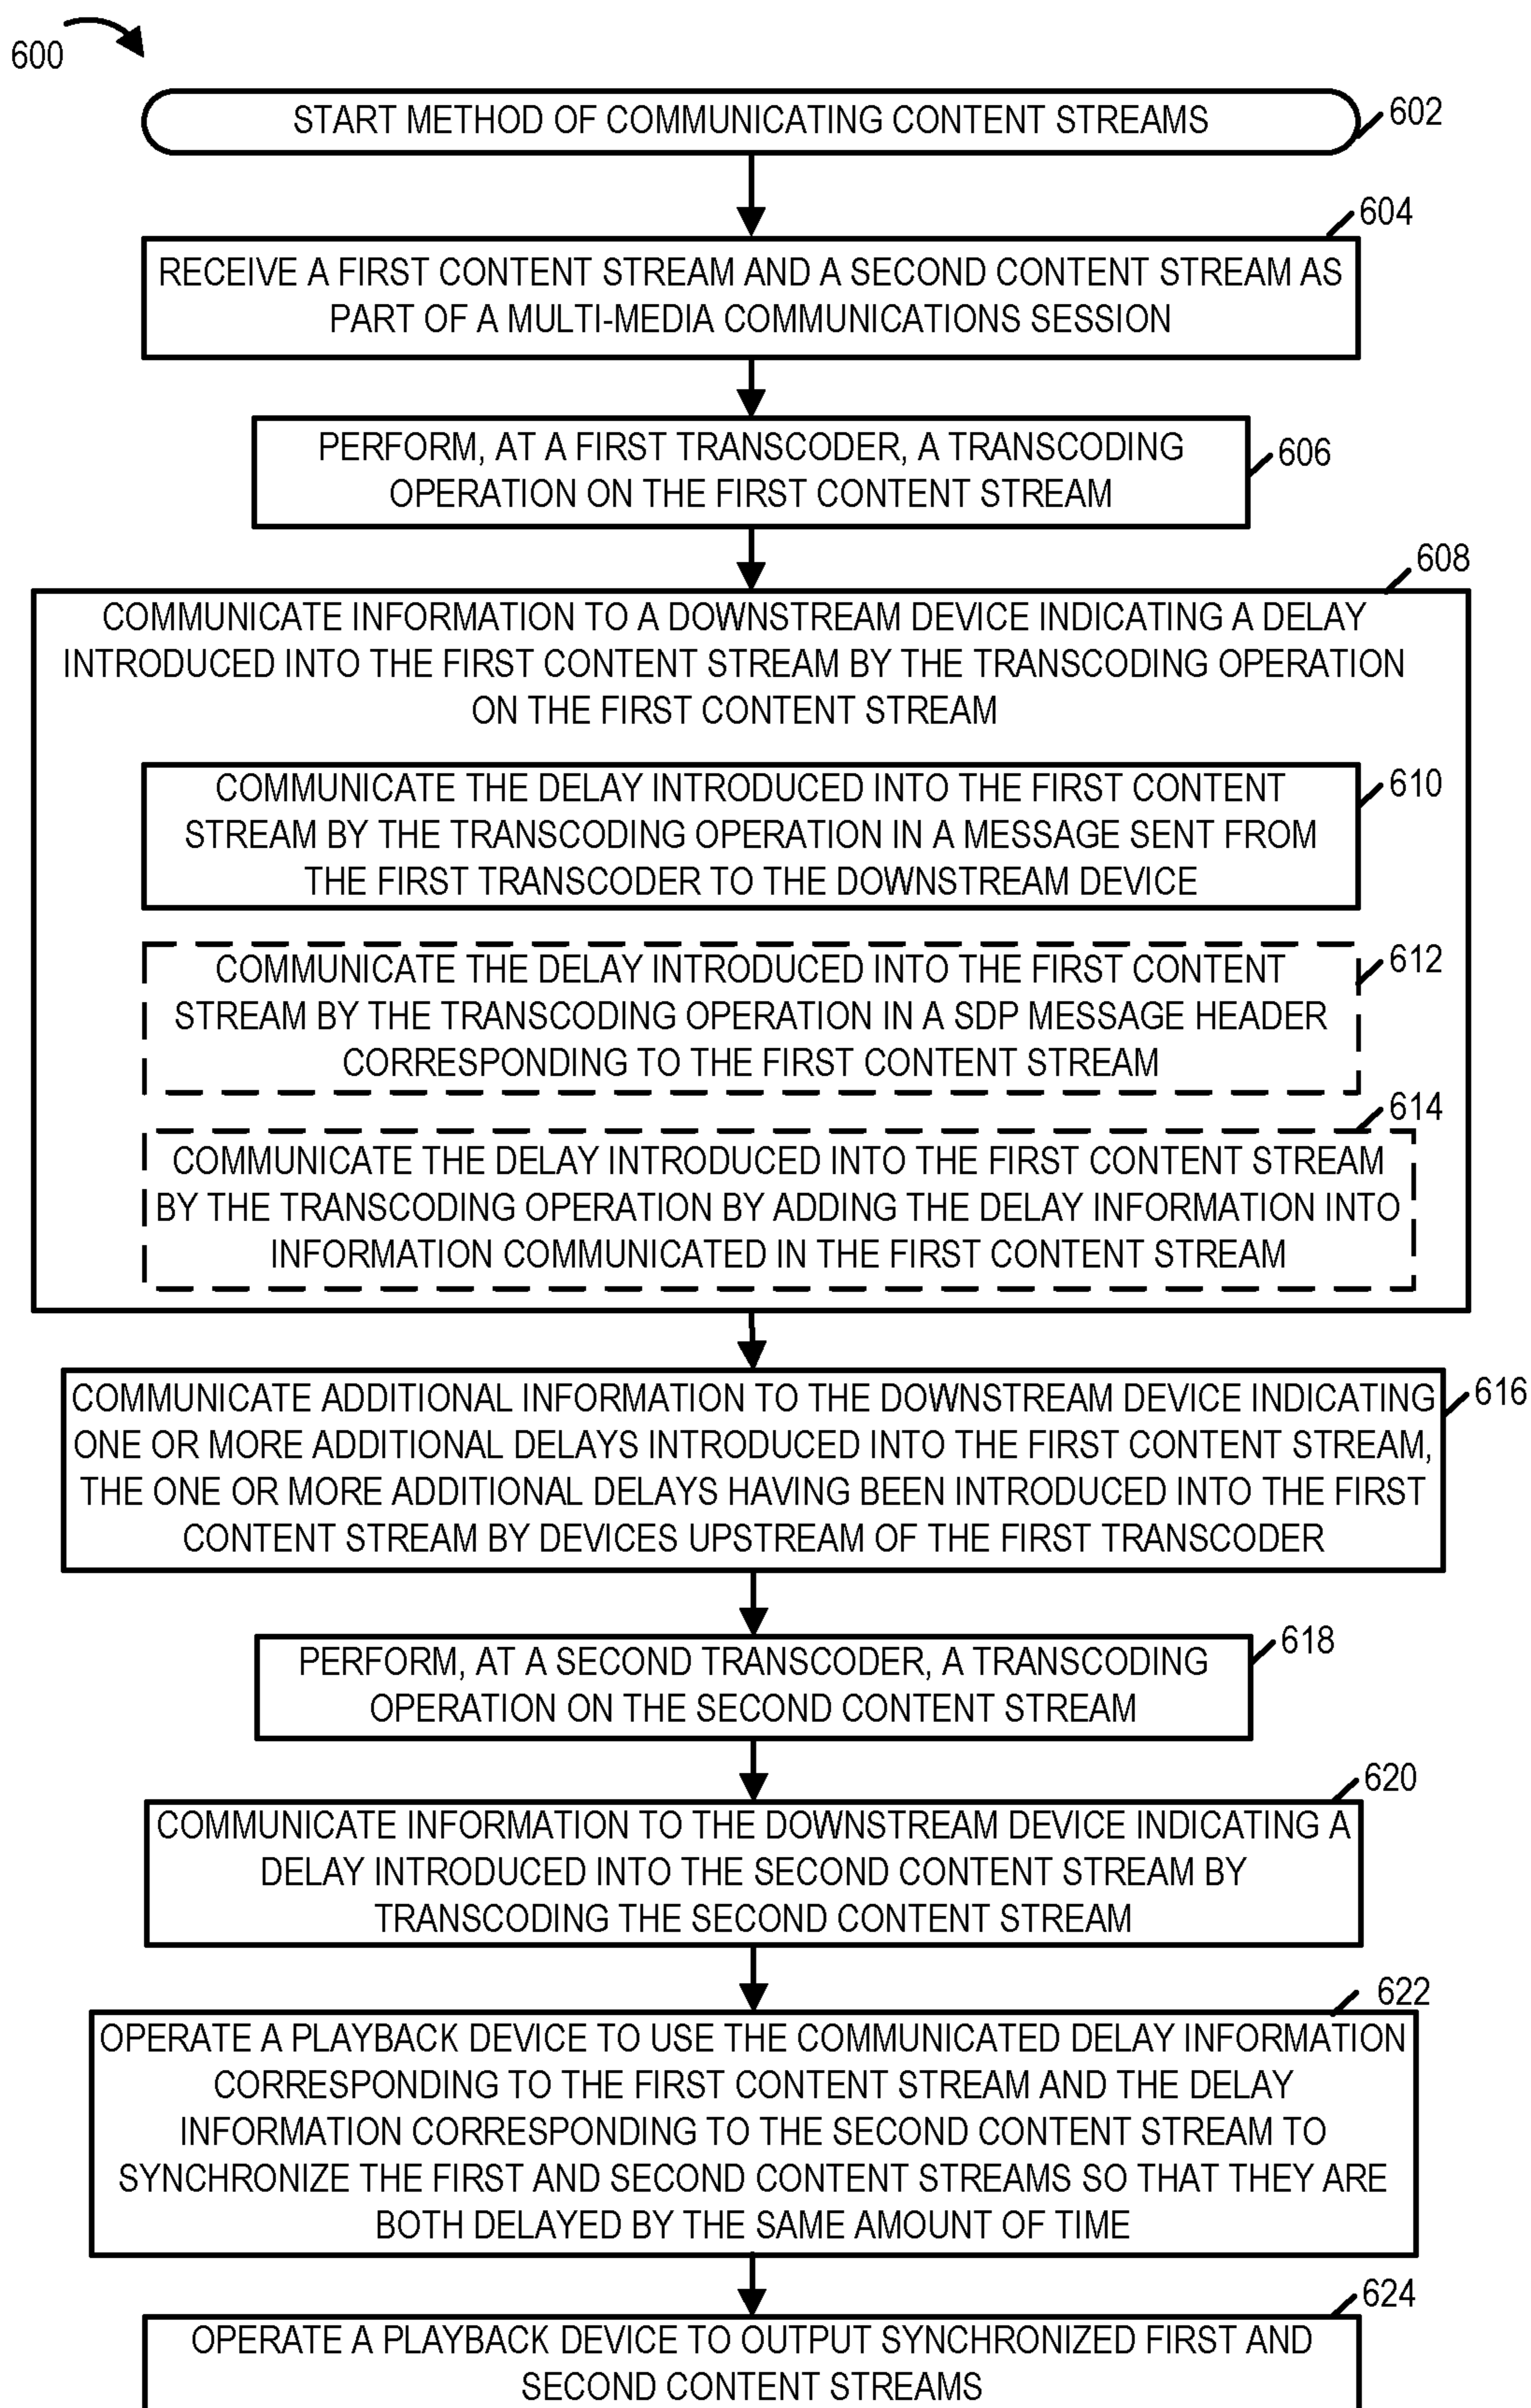 600
START METHOD OF COMMUNICATING CONTENT STREAMS
602
604
RECEIVE A FIRST CONTENT STREAM AND A SECOND CONTENT STREAM AS
PART OF A MULTI-MEDIA COMMUNICATIONS SESSION
PERFORM, AT A FIRST TRANSCODER, A TRANSCODING
OPERATION ON THE FIRST CONTENT STREAM
606
608
COMMUNICATE INFORMATION TO A DOWNSTREAM DEVICE INDICATING A DELAY
INTRODUCED INTO THE FIRST CONTENT STREAM BY THE TRANSCODING OPERATION
ON THE FIRST CONTENT STREAM
COMMUNICATE THE DELAY INTRODUCED INTO THE FIRST CONTENT
STREAM BY THE TRANSCODING OPERATION IN A MESSAGE SENT FROM
THE FIRST TRANSCODER TO THE DOWNSTREAM DEVICE
610
COMMUNICATE THE DELAY INTRODUCED INTO THE FIRST CONTENT
STREAM BY THE TRANSCODING OPERATION IN A SDP MESSAGE HEADER
CORRESPONDING TO THE FIRST CONTENT STREAM
612
614
COMMUNICATE THE DELAY INTRODUCED INTO THE FIRST CONTENT STREAM
BY THE TRANSCODING OPERATION BY ADDING THE DELAY INFORMATION INTO
INFORMATION COMMUNICATED IN THE FIRST CONTENT STREAM
COMMUNICATE ADDITIONAL INFORMATION TO THE DOWNSTREAM DEVICE INDICATING
ONE OR MORE ADDITIONAL DELAYS INTRODUCED INTO THE FIRST CONTENT STREAM,
THE ONE OR MORE ADDITIONAL DELAYS HAVING BEEN INTRODUCED INTO THE FIRST
CONTENT STREAM BY DEVICES UPSTREAM OF THE FIRST TRANSCODER
616
PERFORM, AT A SECOND TRANSCODER, A TRANSCODING
OPERATION ON THE SECOND CONTENT STREAM
618
620
COMMUNICATE INFORMATION TO THE DOWNSTREAM DEVICE INDICATING A
DELAY INTRODUCED INTO THE SECOND CONTENT STREAM BY
TRANSCODING THE SECOND CONTENT STREAM
622
OPERATE A PLAYBACK DEVICE TO USE THE COMMUNICATED DELAY INFORMATION
CORRESPONDING TO THE FIRST CONTENT STREAM AND THE DELAY
INFORMATION CORRESPONDING TO THE SECOND CONTENT STREAM TO
SYNCHRONIZE THE FIRST AND SECOND CONTENT STREAMS SO THAT THEY ARE
BOTH DELAYED BY THE SAME AMOUNT OF TIME
624
OPERATE A PLAYBACK DEVICE TO OUTPUT SYNCHRONIZED FIRST AND
SECOND CONTENT STREAMS